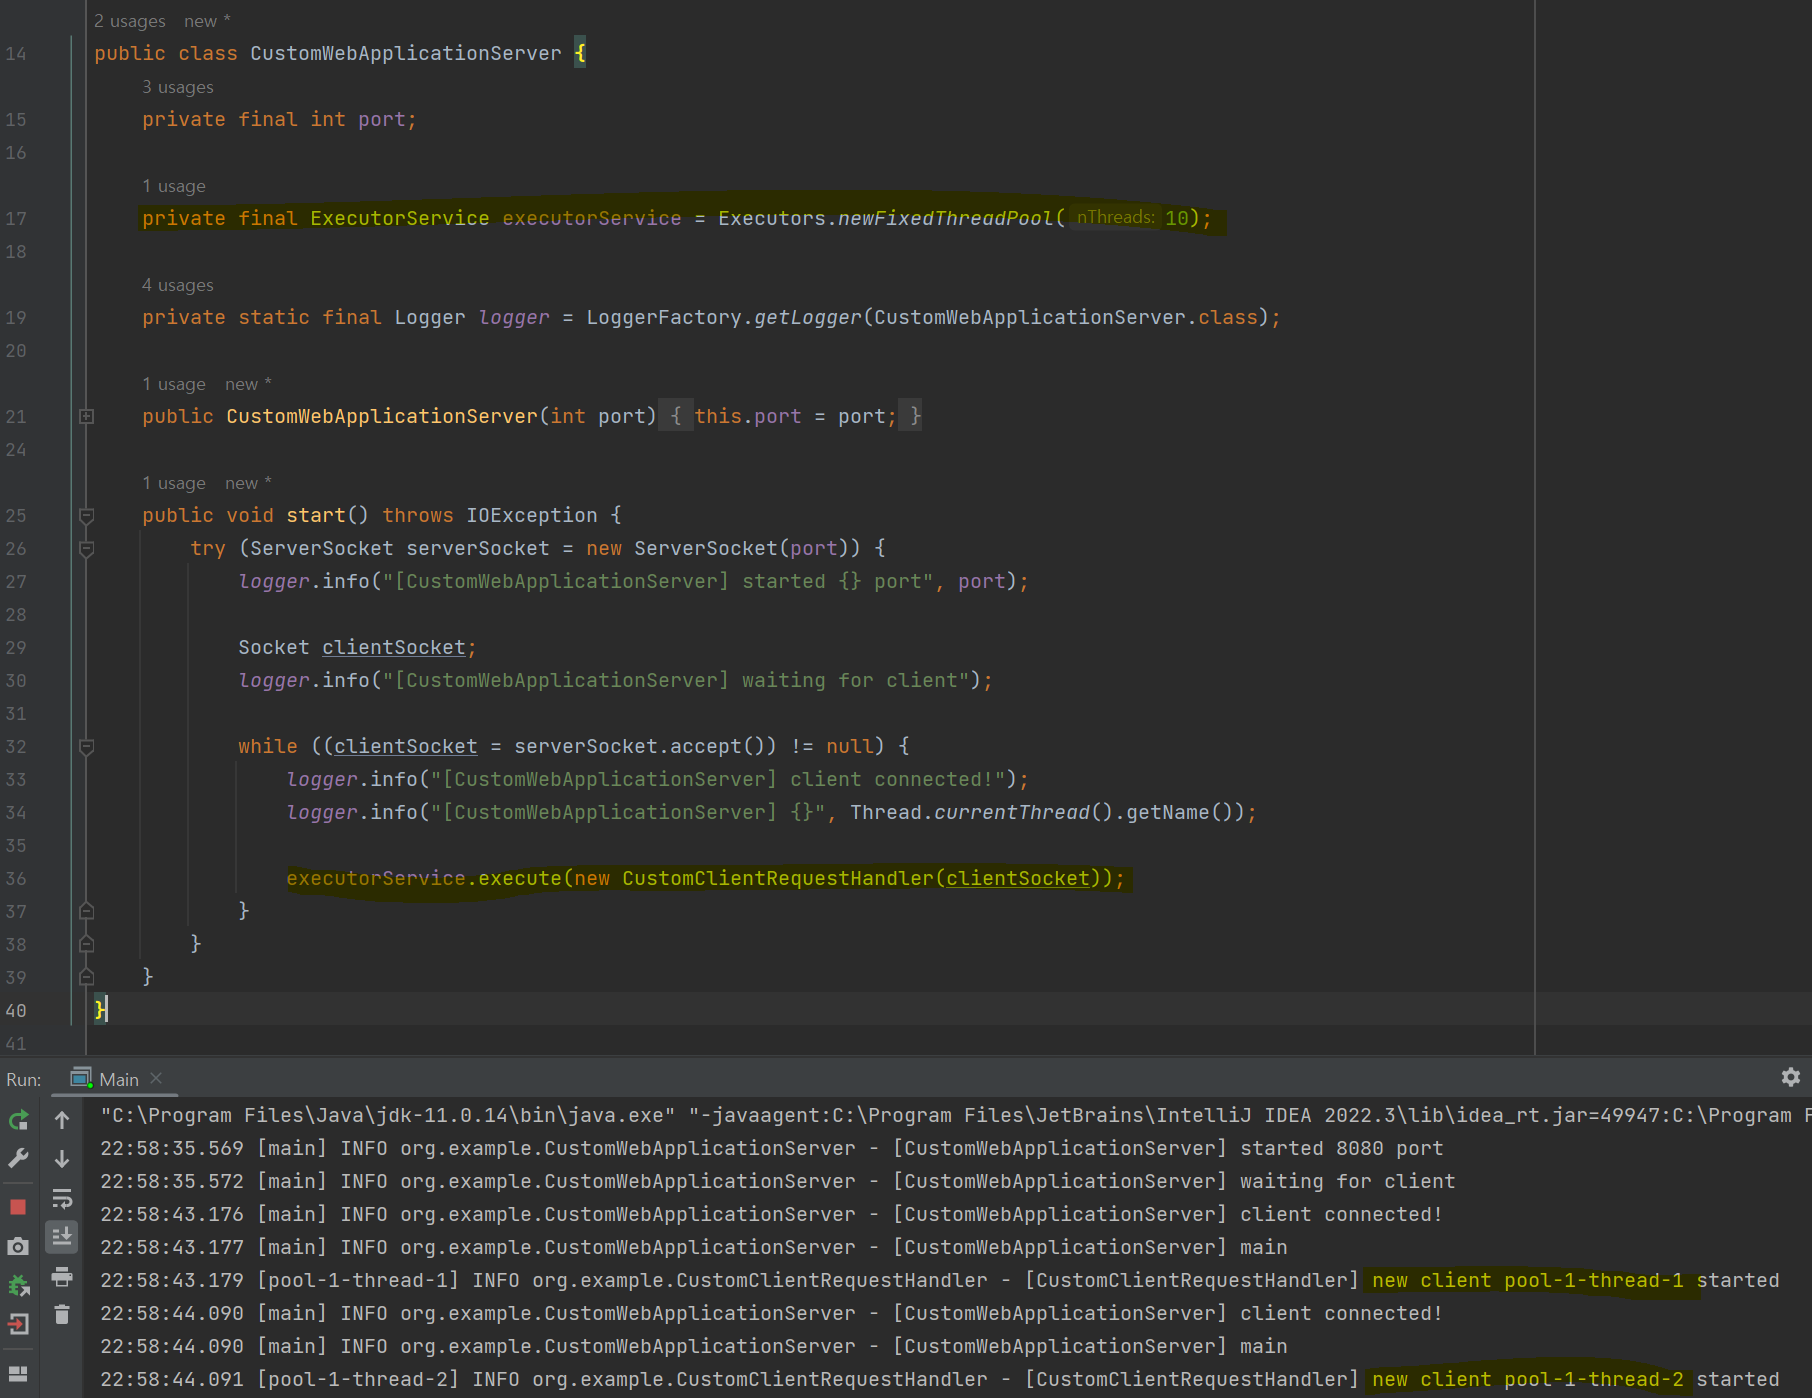 2 usages   new *
14 public class CustomWebApplicationServer {
3 usages
15 private final int port;
16
1 usage
17 private final ExecutorService executorService = Executors.newFixedThreadPool( nThreads: 10);
18
4 usages
19 private static final Logger logger = LoggerFactory.getLogger(CustomWebApplicationServer.class);
20
1 usage   new *
21 public CustomWebApplicationServer(int port) { this.port = port; }
24
1 usage   new *
25 public void start() throws IOException {
26 try (ServerSocket serverSocket = new ServerSocket(port)) {
27 logger.info("[CustomWebApplicationServer] started {} port", port);
28
29 Socket clientSocket;
30 logger.info("[CustomWebApplicationServer] waiting for client");
31
32 while ((clientSocket = serverSocket.accept()) != null) {
33 logger.info("[CustomWebApplicationServer] client connected!");
34 logger.info("[CustomWebApplicationServer] {}", Thread.currentThread().getName());
35
36 executorService.execute(new CustomClientRequestHandler(clientSocket));
37 }
38 }
39 }
40 }
41
Run: Main
"C:\Program Files\Java\jdk-11.0.14\bin\java.exe" "-javaagent:C:\Program Files\JetBrains\IntelliJ IDEA 2022.3\lib\idea_rt.jar=49947:C:\Program F
22:58:35.569 [main] INFO org.example.CustomWebApplicationServer - [CustomWebApplicationServer] started 8080 port
22:58:35.572 [main] INFO org.example.CustomWebApplicationServer - [CustomWebApplicationServer] waiting for client
22:58:43.176 [main] INFO org.example.CustomWebApplicationServer - [CustomWebApplicationServer] client connected!
22:58:43.177 [main] INFO org.example.CustomWebApplicationServer - [CustomWebApplicationServer] main
22:58:43.179 [pool-1-thread-1] INFO org.example.CustomClientRequestHandler - [CustomClientRequestHandler] new client pool-1-thread-1 started
22:58:44.090 [main] INFO org.example.CustomWebApplicationServer - [CustomWebApplicationServer] client connected!
22:58:44.090 [main] INFO org.example.CustomWebApplicationServer - [CustomWebApplicationServer] main
22:58:44.091 [pool-1-thread-2] INFO org.example.CustomClientRequestHandler - [CustomClientRequestHandler] new client pool-1-thread-2 started